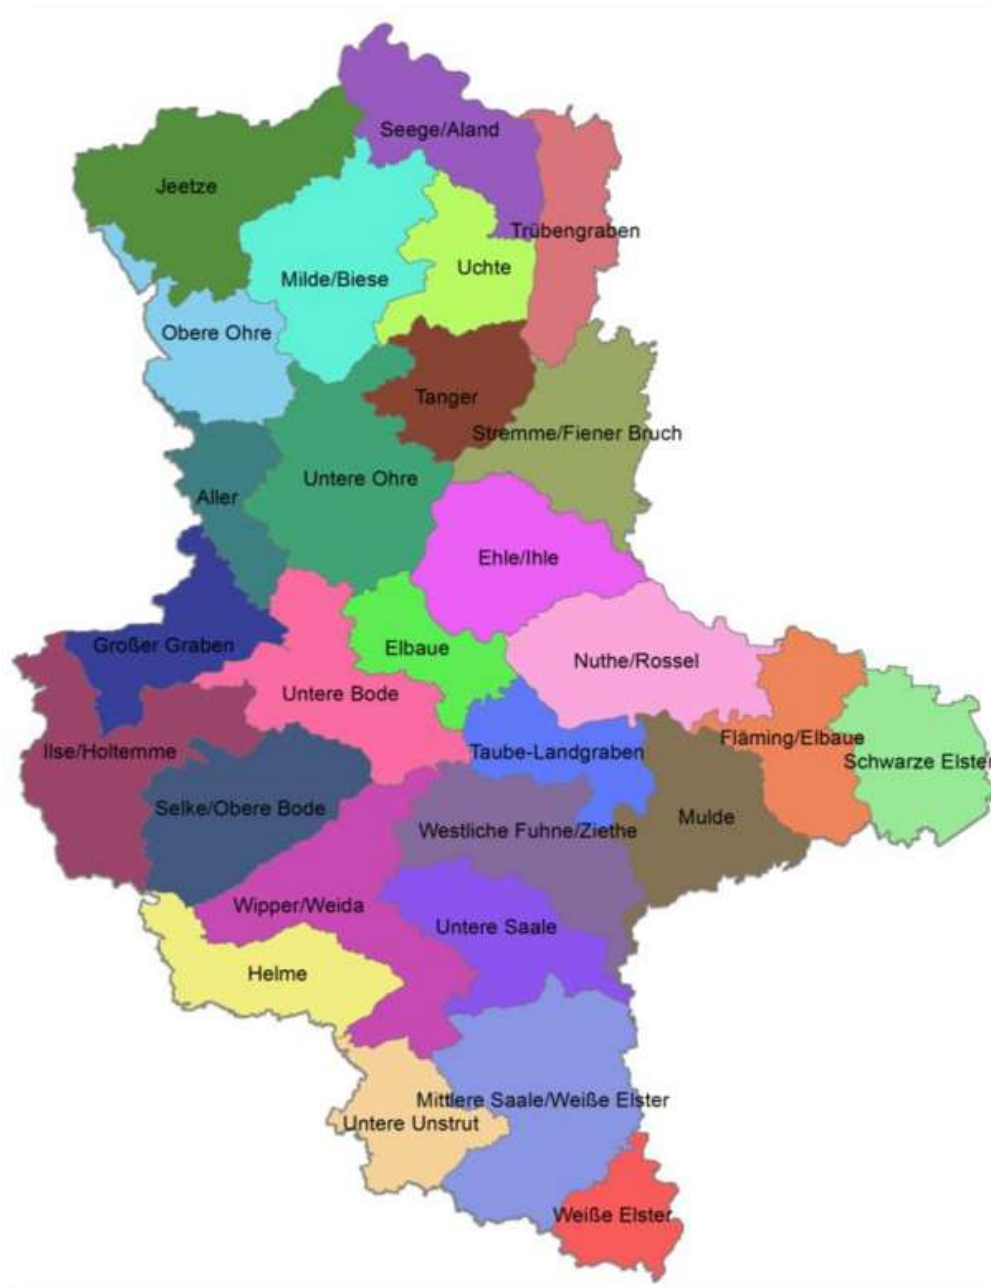 Seege/Aland
Jeetze
Trübengraben
Uchte
Milde/Biese
Obere Ohre
Tanger
Stremme/Fiener Bruch
Untere Ohre
Aller
Ehle/Ihle
Großer Graben
Elbaue
Nuthe/Rossel
Untere Bode
Fläming/Elbaue
Ilse/Holtemme
Taube-Landgraben
Schwarze Elster
Selke/Obere Bode
Mulde
Westliche Fuhne/Ziethe
Wipper/Weida
Untere Saale
Helme
Mittlere Saale/Weiße Elster
Untere Unstrut
Weiße Elster